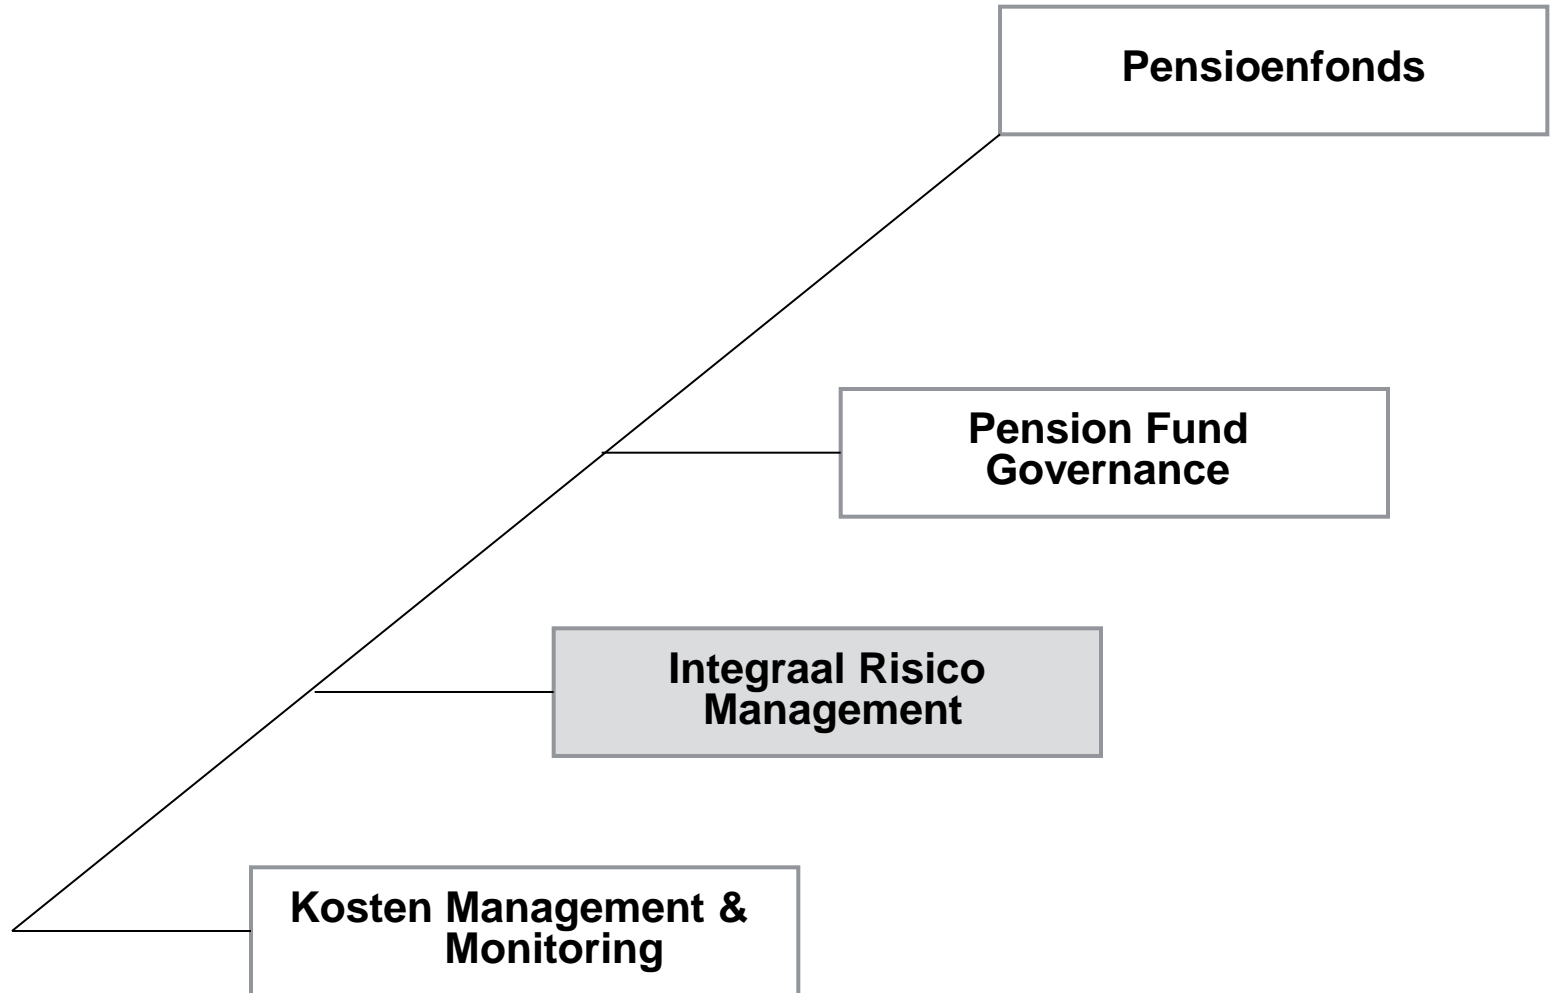 Pensioenfonds
Pension Fund
Governance
Integraal Risico
Management
Kosten Management &
Monitoring